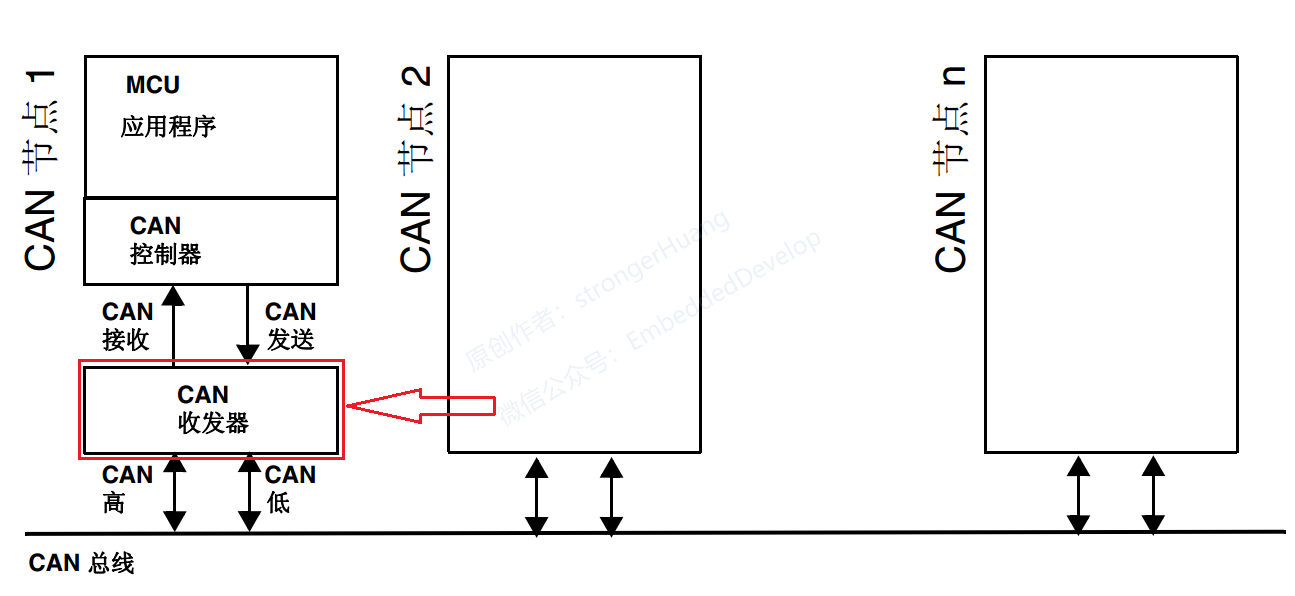 CAN 节点 1
MCU
应用程序
CAN
控制器
CAN
接收
CAN
发送
CAN
收发器
CAN
高
CAN
低
CAN 节点 2
CAN 节点 n
原创作者：strongerHuang
微信公众号：EmbeddedDevelop
CAN 总线